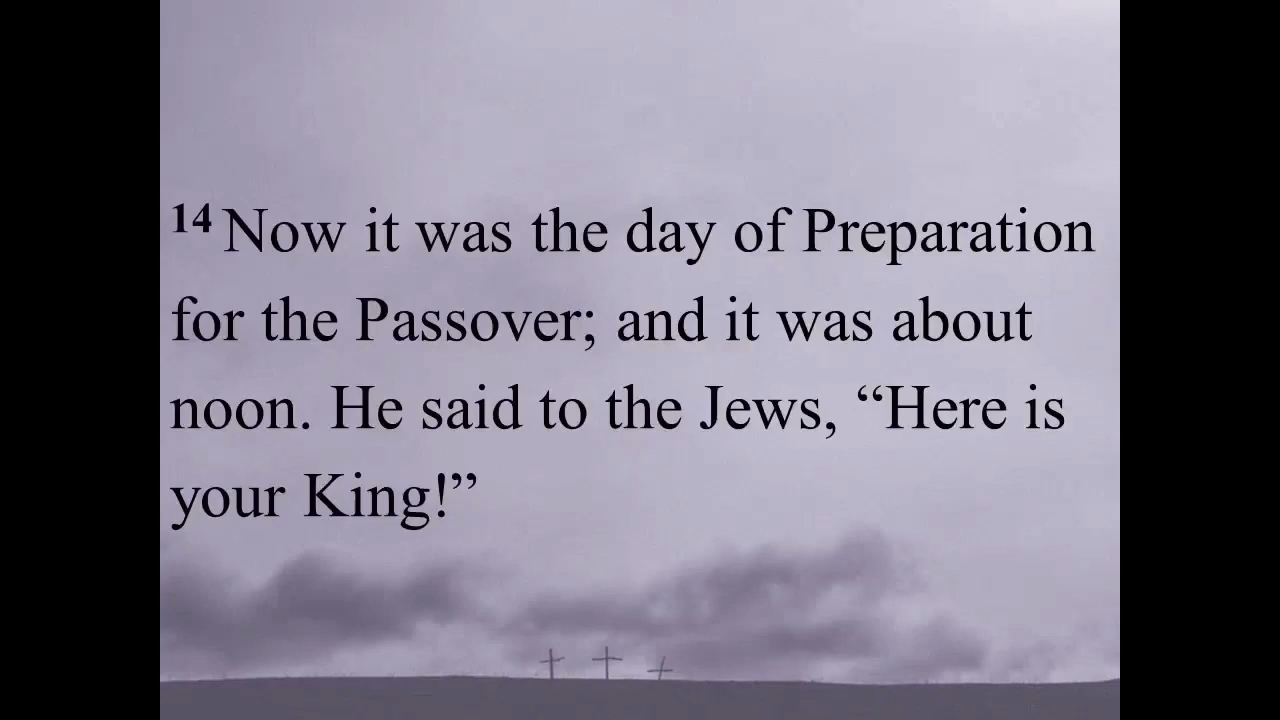 14 Now it was the day of Preparation
for the Passover; and it was about
noon. He said to the Jews, “Here is
your King!”